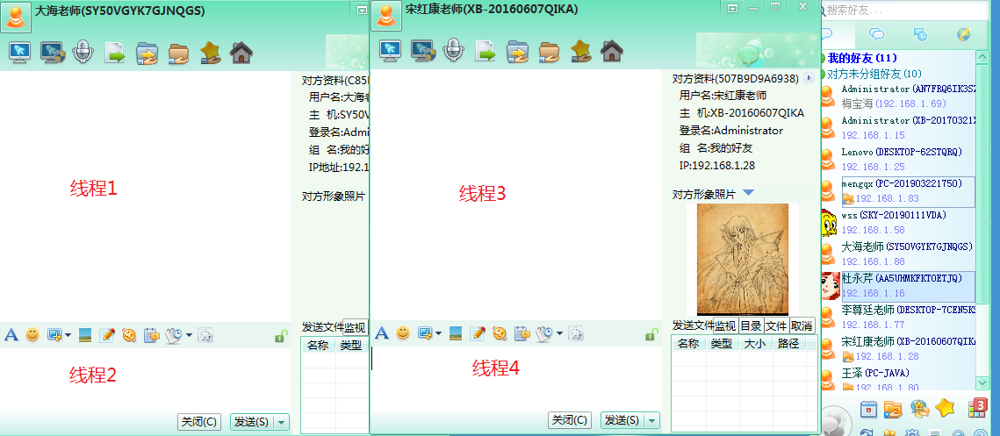 大海老师(SY50VGYK7GJNQGS)
对方资料(C85
用户名:大海老
主 机:SY50V
登录名:Admi
组 名:我的好
IP地址:192.1
线程1
对方形象照片
发送文件监视
名称 类型
线程2
关闭(C) 发送(S)
宋红康老师(XB-20160607QIKA)
对方资料(507B9D9A6938)
用户名:宋红康老师
主 机:XB-20160607QIKA
登录名:Administrator
组 名:我的好友
IP:192.168.1.28
线程3
对方形象照片
发送文件监视 目录 文件 取消
名称 类型 大小 路径
线程4
关闭(C) 发送(S)
搜索好友...
我的好友(11)
对方未分组好友(10)
Administrator(AN7FRQ6IK3SZ
梅宝海(192.168.1.69)
Administrator(XB-20170321X
192.168.1.15
Lenovo(DESKTOP-62STQRQ)
192.168.1.25
mengqx(PC-201903221750)
192.168.1.83
wss(SKY-20190111VDA)
192.168.1.58
大海老师(SY50VGYK7GJNQGS)
192.168.1.88
杜永芹(AA5UHMKFKTOETJQ)
192.168.1.16
李尊廷老师(DESKTOP-7CEN5KS
192.168.1.77
宋红康老师(XB-20160607QIKA
192.168.1.28
王泽(PC-JAVA)
192.168.1.80
3